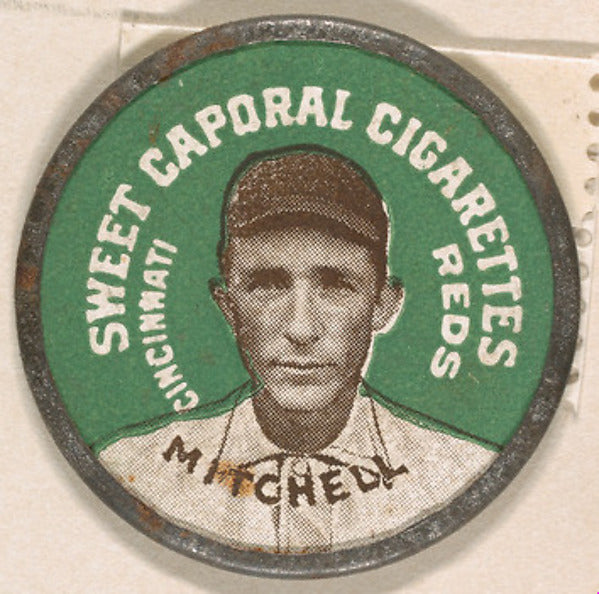 SWEET CAPORAL CIGARETTES
CINCINNATI
REDS
MITCHELL